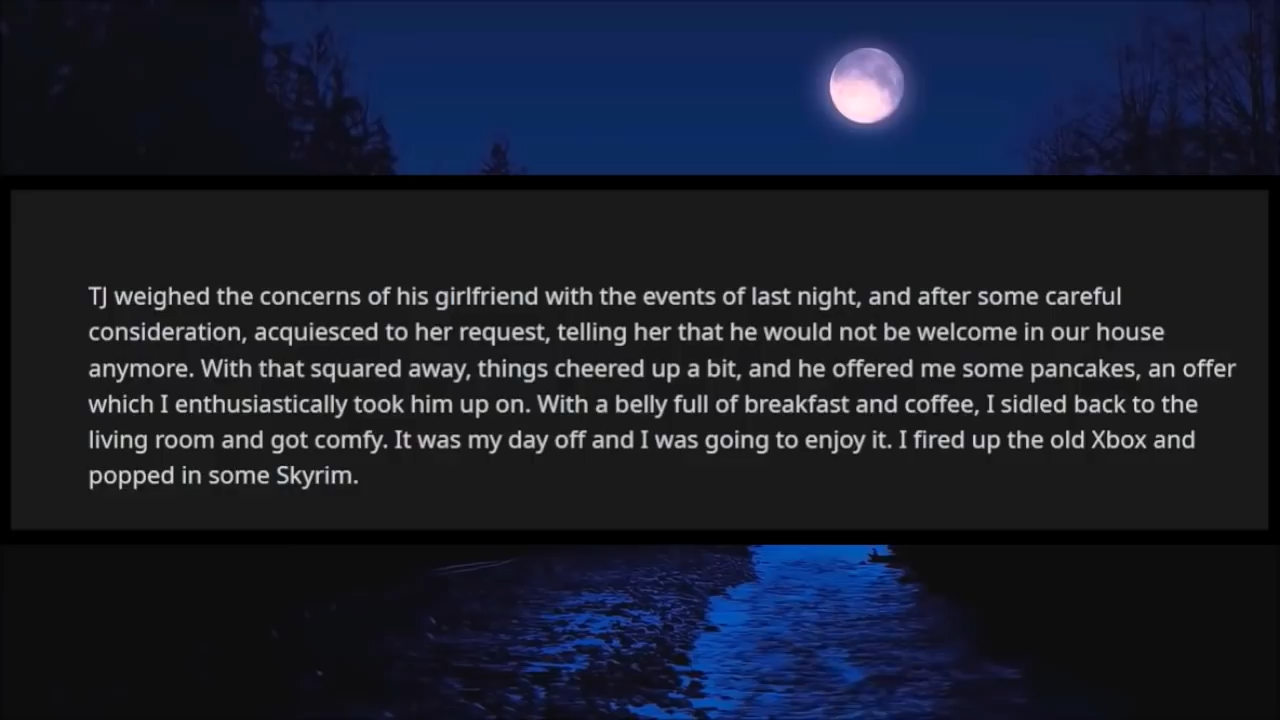 TJ weighed the concerns of his girlfriend with the events of last night, and after some careful
consideration, acquiesced to her request, telling her that he would not be welcome in our house
anymore. With that squared away, things cheered up a bit, and he offered me some pancakes, an offer
which I enthusiastically took him up on. With a belly full of breakfast and coffee, I sidled back to the
living room and got comfy. It was my day off and I was going to enjoy it. I fired up the old Xbox and
popped in some Skyrim.